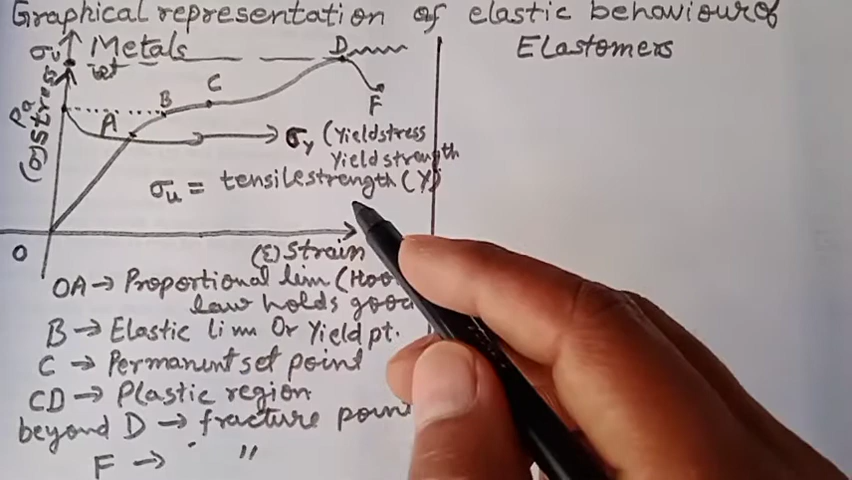 Graphical representation of elastic behaviour of
Metals
Elastomers
σu
D
C
B
A
F
(σ) Stress
σy (Yield stress
Yield strength
σu = tensile strength (Y)
O
(ε) Strain
OA → Proportional lim (Hoo
law holds good
B → Elastic lim Or Yield pt.
C → Permanent set point
CD → Plastic region
beyond D → fracture point
F → "